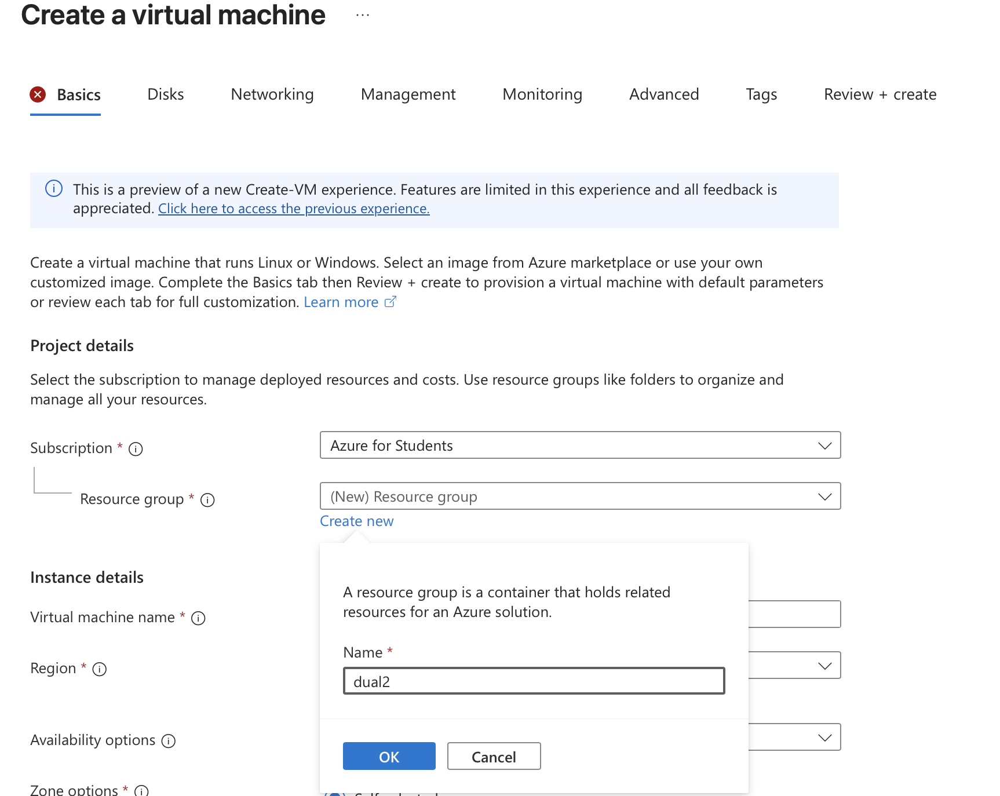 Create a virtual machine ...
Basics
Disks
Networking
Management
Monitoring
Advanced
Tags
Review + create
This is a preview of a new Create-VM experience. Features are limited in this experience and all feedback is
appreciated. Click here to access the previous experience.
Create a virtual machine that runs Linux or Windows. Select an image from Azure marketplace or use your own
customized image. Complete the Basics tab then Review + create to provision a virtual machine with default parameters
or review each tab for full customization. Learn more
Project details
Select the subscription to manage deployed resources and costs. Use resource groups like folders to organize and
manage all your resources.
Subscription *
Azure for Students
Resource group *
(New) Resource group
Create new
A resource group is a container that holds related
resources for an Azure solution.
Name *
dual2
OK
Cancel
Instance details
Virtual machine name *
Region *
Availability options
Zone options *